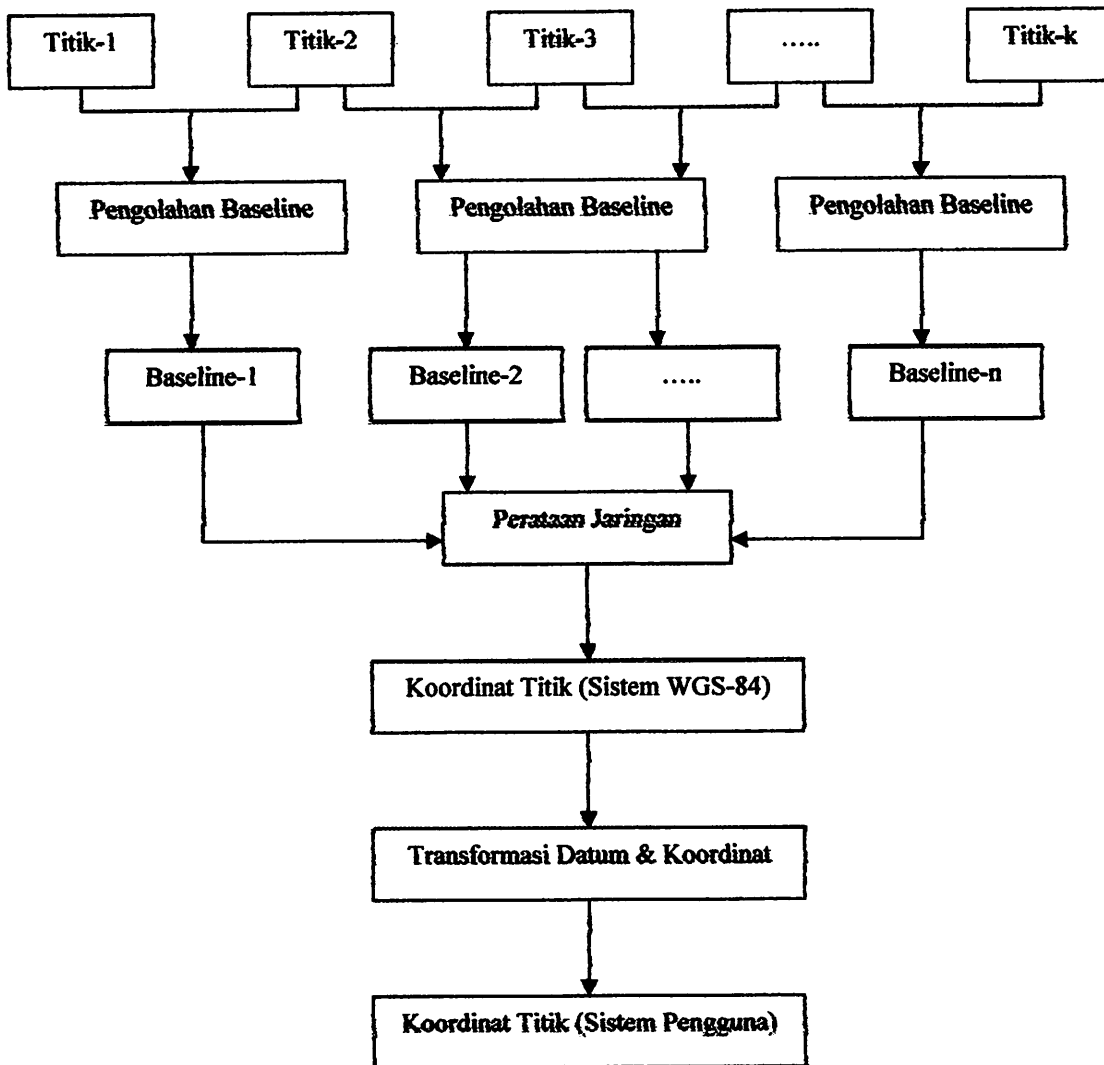 Titik-1
Titik-2
Titik-3
.....
Titik-k
Pengolahan Baseline
Pengolahan Baseline
Pengolahan Baseline
Baseline-1
Baseline-2
.....
Baseline-n
Perataan Jaringan
Koordinat Titik (Sistem WGS-84)
Transformasi Datum & Koordinat
Koordinat Titik (Sistem Pengguna)